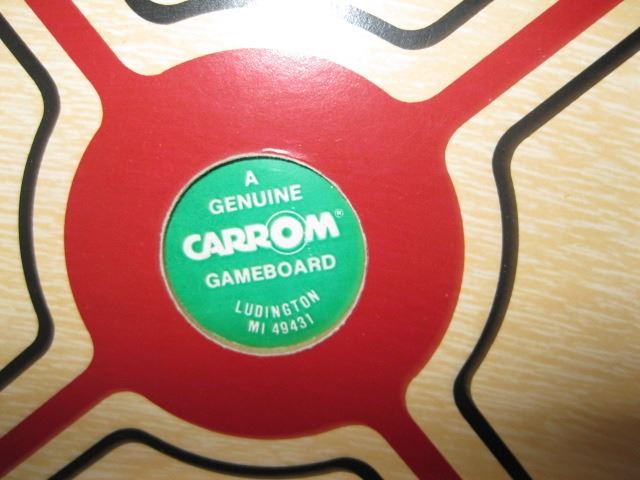 A
GENUINE
CARROM®
GAMEBOARD
LUDINGTON
MI 49431